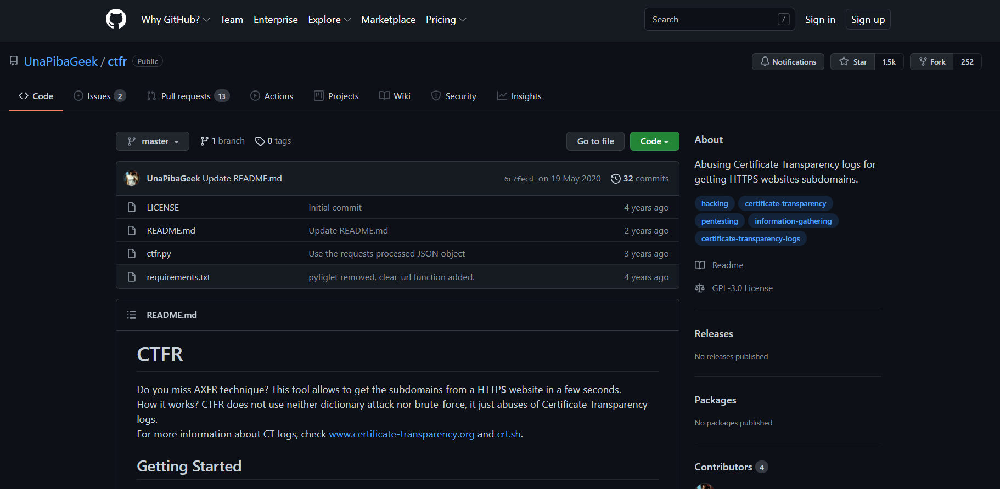 Why GitHub? Team Enterprise Explore Marketplace Pricing Search / Sign in Sign up
UnaPibaGeek / ctfr Public Notifications Star 1.5k Fork 252
Code Issues 2 Pull requests 13 Actions Projects Wiki Security Insights
master 1 branch 0 tags Go to file Code
UnaPibaGeek Update README.md 6c7fecd on 19 May 2020 32 commits
LICENSE Initial commit 4 years ago
README.md Update README.md 2 years ago
ctfr.py Use the requests processed JSON object 3 years ago
requirements.txt pyfiglet removed, clear_url function added. 4 years ago
README.md
CTFR
Do you miss AXFR technique? This tool allows to get the subdomains from a HTTPS website in a few seconds.
How it works? CTFR does not use neither dictionary attack nor brute-force, it just abuses of Certificate Transparency
logs.
For more information about CT logs, check www.certificate-transparency.org and crt.sh.
Getting Started
About
Abusing Certificate Transparency logs for
getting HTTPS websites subdomains.
hacking certificate-transparency
pentesting information-gathering
certificate-transparency-logs
Readme
GPL-3.0 License
Releases
No releases published
Packages
No packages published
Contributors 4